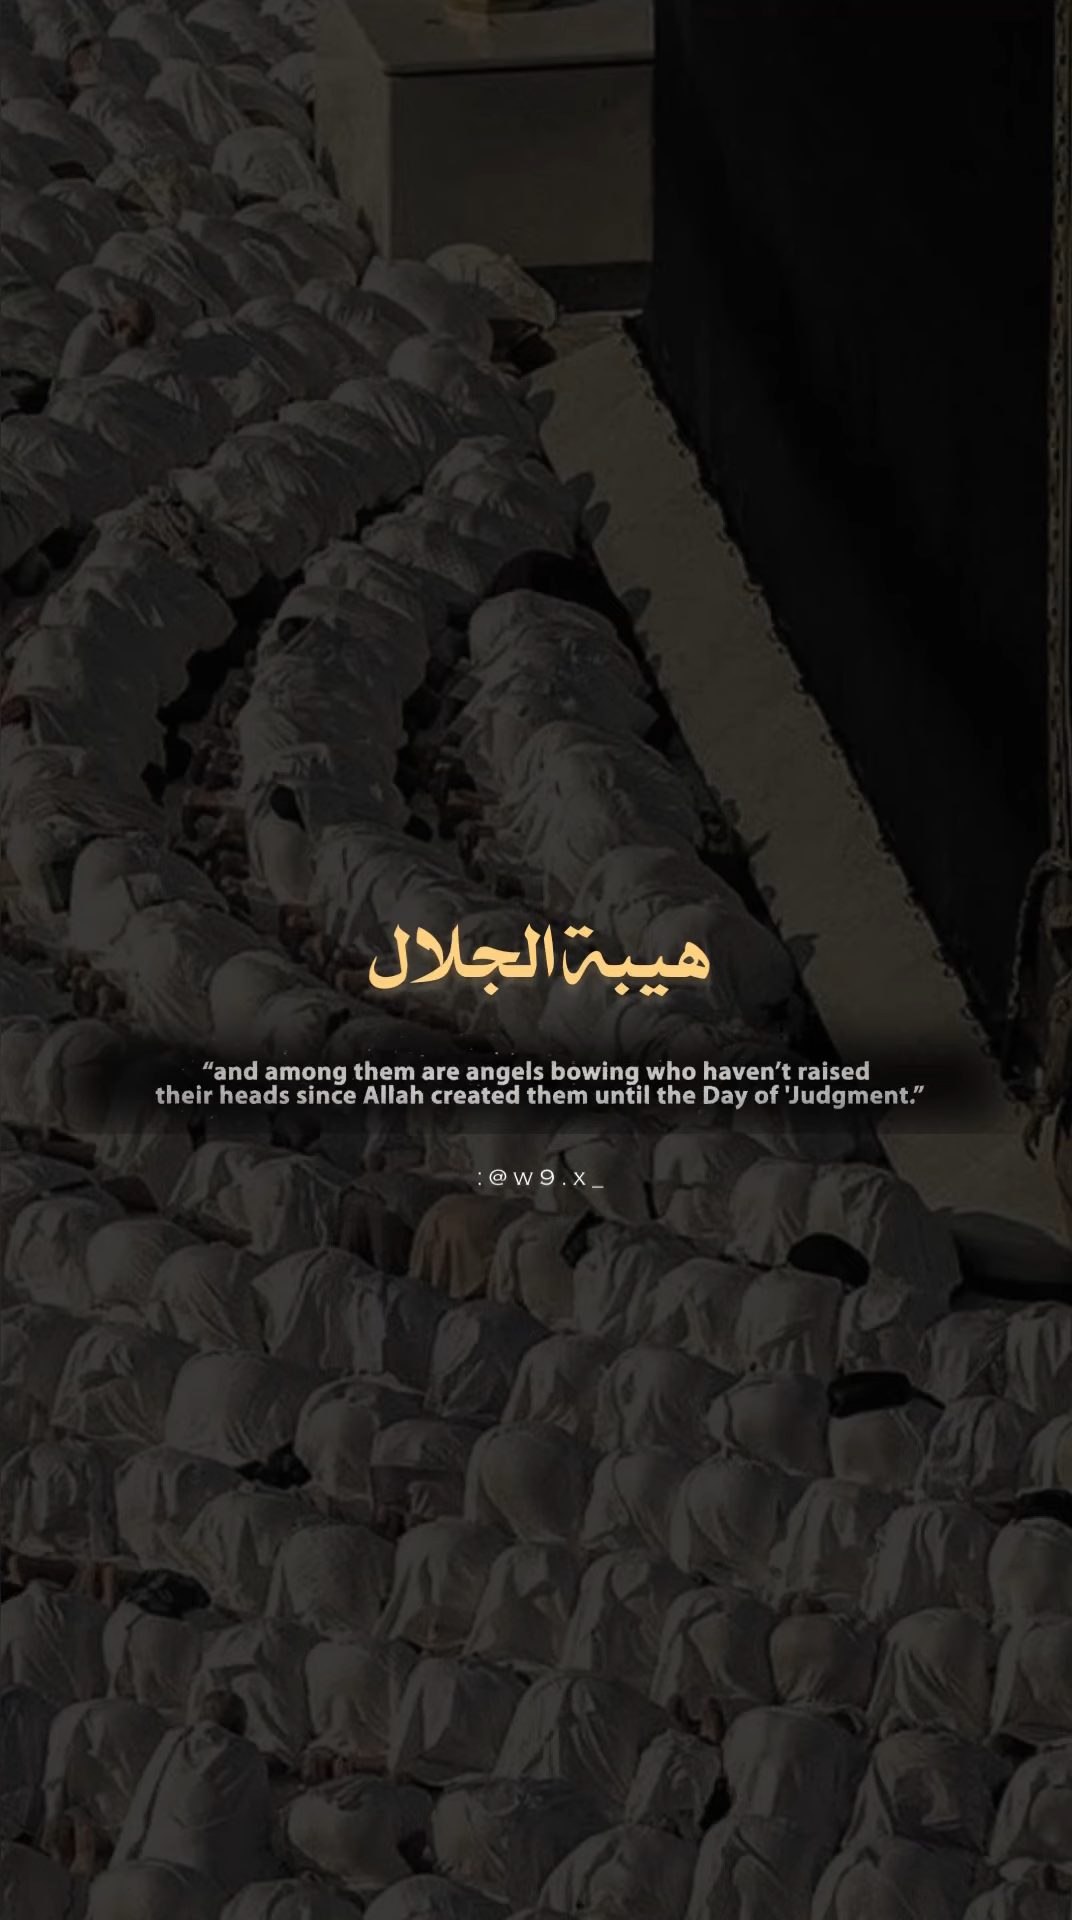 هيبة الجلال
“and among them are angels bowing who haven’t raised
their heads since Allah created them until the Day of 'Judgment.”
:@w9.x_